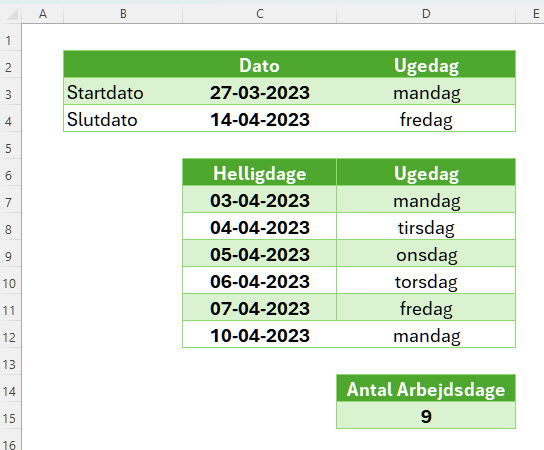 A B C D E
1
2 Dato Ugedag
3 Startdato 27-03-2023 mandag
4 Slutdato 14-04-2023 fredag
5
6 Helligdage Ugedag
7 03-04-2023 mandag
8 04-04-2023 tirsdag
9 05-04-2023 onsdag
10 06-04-2023 torsdag
11 07-04-2023 fredag
12 10-04-2023 mandag
13
14 Antal Arbejdsdage
15 9
16